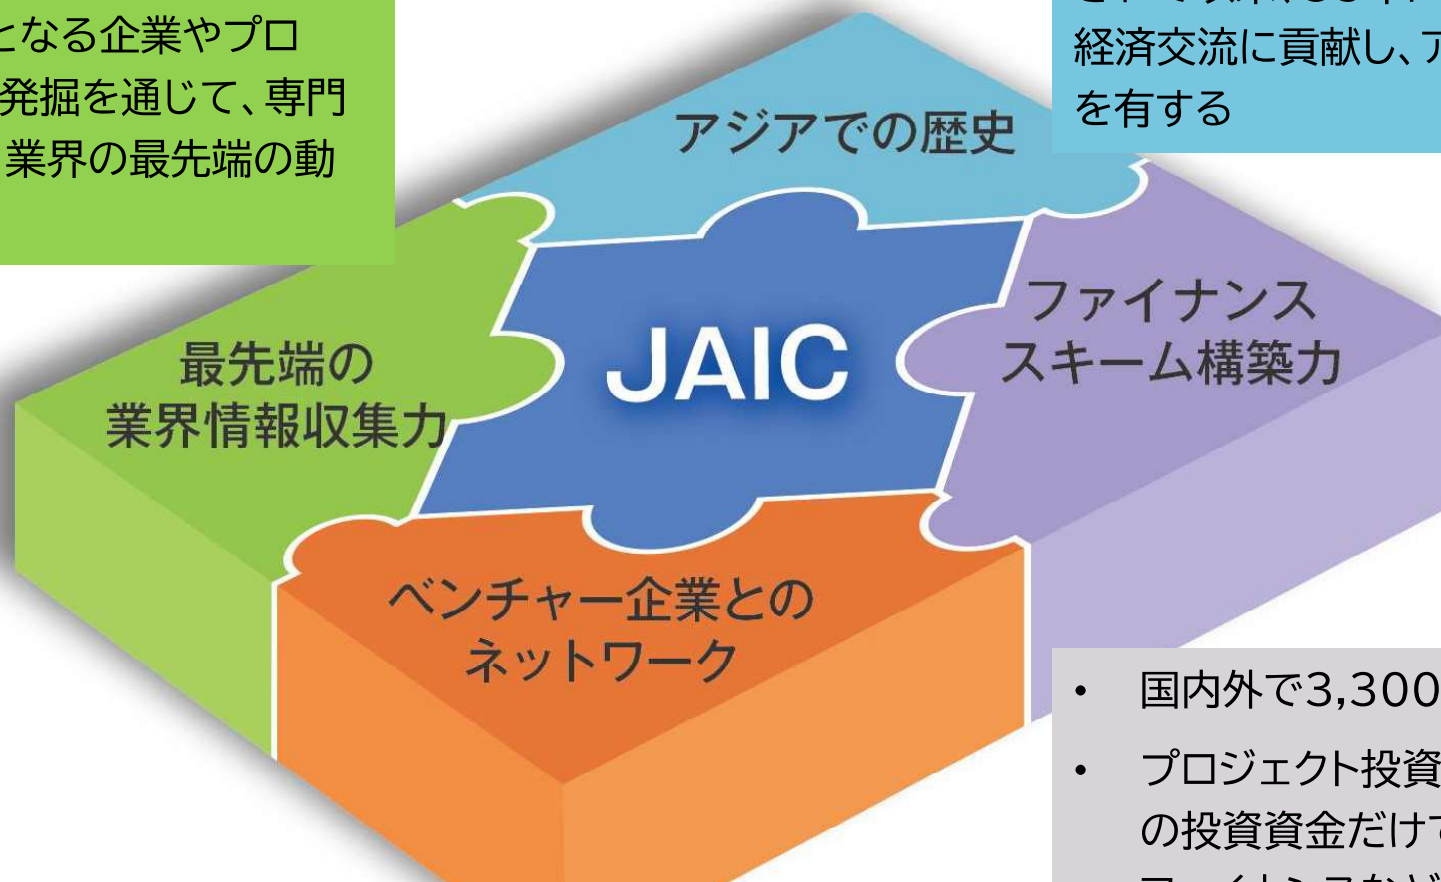 となる企業やプロ
発掘を通じて、専門
業界の最先端の動
経済交流に貢献し、ア
を有する
アジアでの歴史
ファイナンス
スキーム構築力
最先端の
業界情報収集力
JAIC
ベンチャー企業との
ネットワーク
• 国内外で3,300
• プロジェクト投資
の投資資金だけで